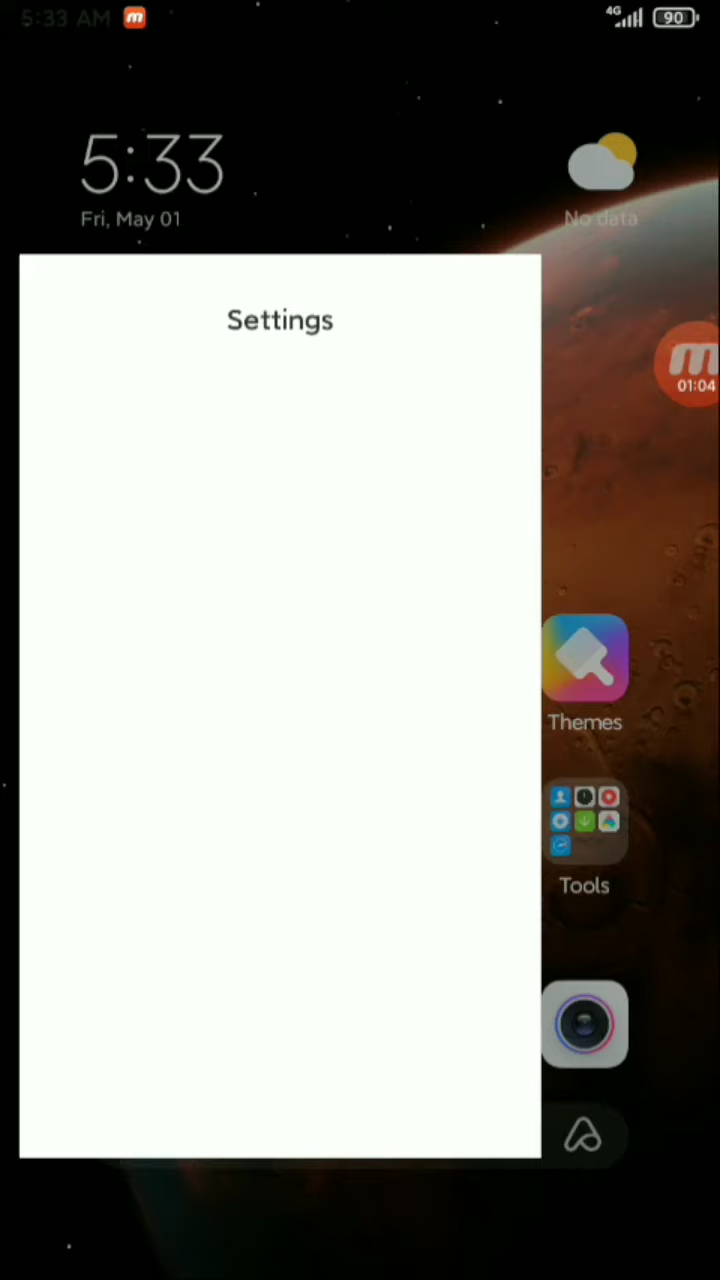 5:33 AM m 4G 90
5:33
Fri, May 01
No data
Settings
m
01:04
Themes
Tools